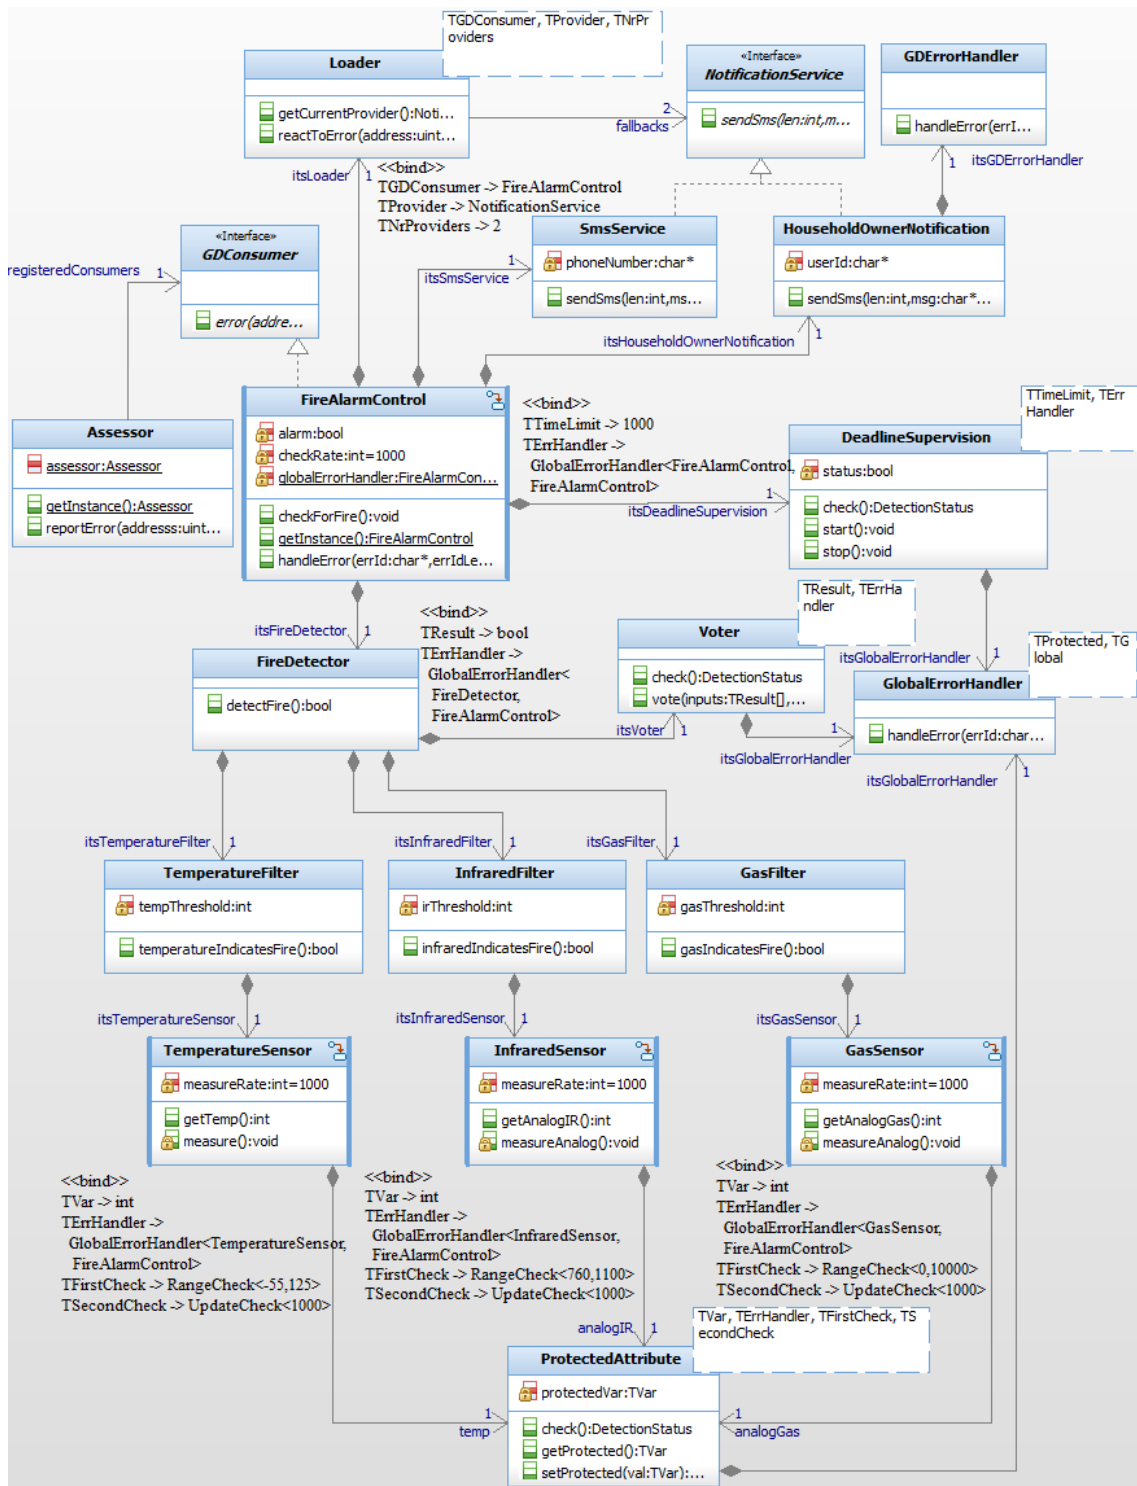 TGDConsumer, TProvider, TNrPr
oviders
Loader
getCurrentProvider():Noti...
reactToError(address:uint...
«Interface»
NotificationService
sendSms(len:int,m...
GDErrorHandler
handleError(errI...
2
fallbacks
itsLoader
1
<<bind>>
TGDConsumer -> FireAlarmControl
TProvider -> NotificationService
TNrProviders -> 2
1
itsGDErrorHandler
«Interface»
GDConsumer
error(addre...
registeredConsumers
1
SmsService
phoneNumber:char*
sendSms(len:int,ms...
1
itsSmsService
HouseholdOwnerNotification
userId:char*
sendSms(len:int,msg:char*...
1
itsHouseholdOwnerNotification
FireAlarmControl
alarm:bool
checkRate:int=1000
globalErrorHandler:FireAlarmCon...
checkForFire():void
getInstance():FireAlarmControl
handleError(errId:char*,errIdLe...
Assessor
assessor:Assessor
getInstance():Assessor
reportError(addresss:uint...
<<bind>>
TTimeLimit -> 1000
TErrHandler ->
GlobalErrorHandler<FireAlarmControl,
FireAlarmControl>
1
itsDeadlineSupervision
TTimeLimit, TErr
Handler
DeadlineSupervision
status:bool
check():DetectionStatus
start():void
stop():void
itsFireDetector
1
<<bind>>
TResult -> bool
TErrHandler ->
GlobalErrorHandler<
FireDetector,
FireAlarmControl>
TResult, TErrHa
ndler
Voter
check():DetectionStatus
vote(inputs:TResult[],...
itsVoter
1
FireDetector
detectFire():bool
itsGlobalErrorHandler
1
TProtected, TG
lobal
GlobalErrorHandler
handleError(errId:char...
1
itsGlobalErrorHandler
itsGlobalErrorHandler
1
itsTemperatureFilter
1
itsInfraredFilter
1
itsGasFilter
1
TemperatureFilter
tempThreshold:int
temperatureIndicatesFire():bool
InfraredFilter
irThreshold:int
infraredIndicatesFire():bool
GasFilter
gasThreshold:int
gasIndicatesFire():bool
itsTemperatureSensor
1
itsInfraredSensor
1
itsGasSensor
1
TemperatureSensor
measureRate:int=1000
getTemp():int
measure():void
InfraredSensor
measureRate:int=1000
getAnalogIR():int
measureAnalog():void
GasSensor
measureRate:int=1000
getAnalogGas():int
measureAnalog():void
<<bind>>
TVar -> int
TErrHandler ->
GlobalErrorHandler<TemperatureSensor,
FireAlarmControl>
TFirstCheck -> RangeCheck<-55,125>
TSecondCheck -> UpdateCheck<1000>
<<bind>>
TVar -> int
TErrHandler ->
GlobalErrorHandler<InfraredSensor,
FireAlarmControl>
TFirstCheck -> RangeCheck<760,1100>
TSecondCheck -> UpdateCheck<1000>
<<bind>>
TVar -> int
TErrHandler ->
GlobalErrorHandler<GasSensor,
FireAlarmControl>
TFirstCheck -> RangeCheck<0,10000>
TSecondCheck -> UpdateCheck<1000>
analogIR
1
TVar, TErrHandler, TFirstCheck, TS
econdCheck
ProtectedAttribute
protectedVar:TVar
check():DetectionStatus
getProtected():TVar
setProtected(val:TVar):...
1
temp
1
analogGas